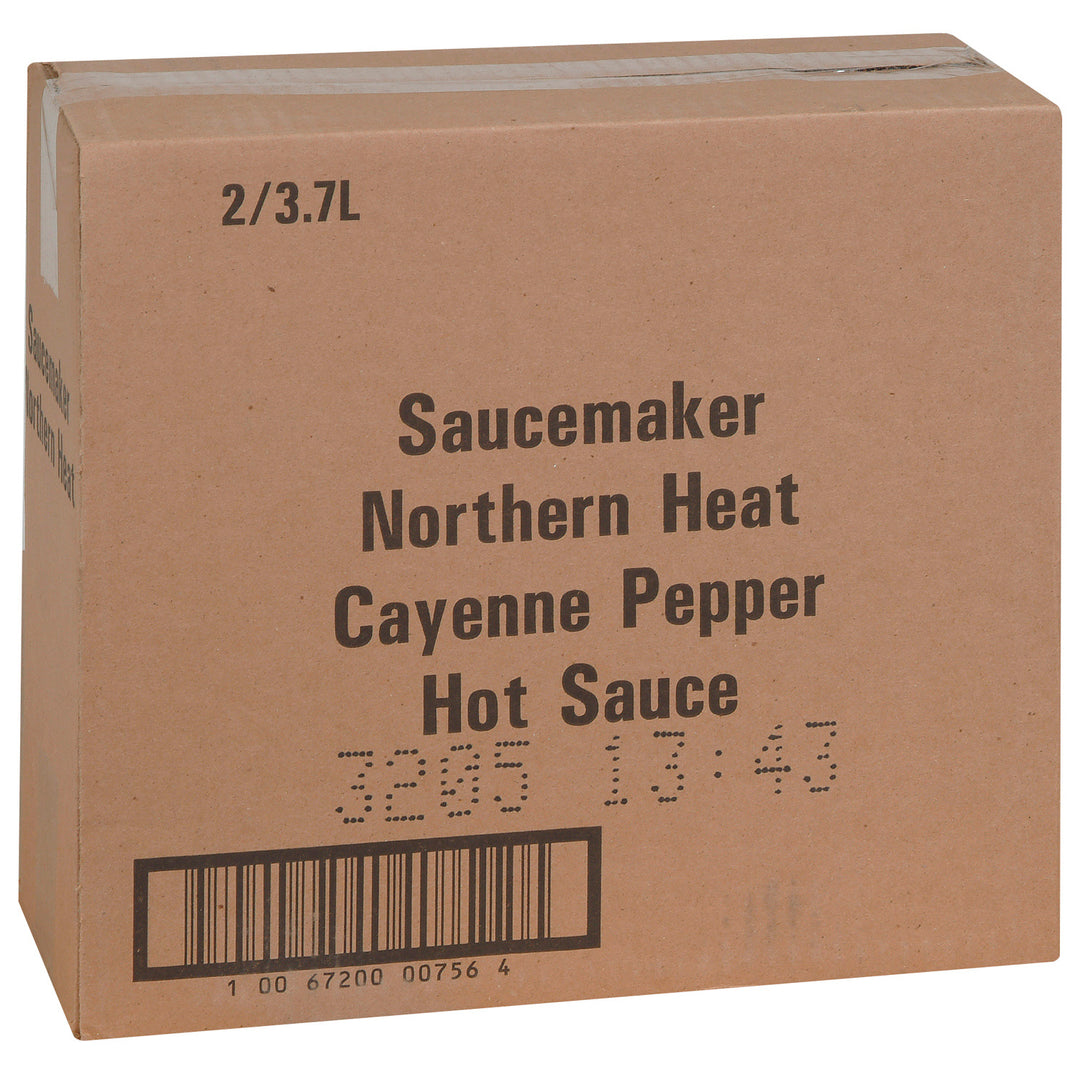 2/3.7L
Saucemaker
Northern Heat
Saucemaker
Northern Heat
Cayenne Pepper
Hot Sauce
3205 13:43
1 00 67200 00756 4